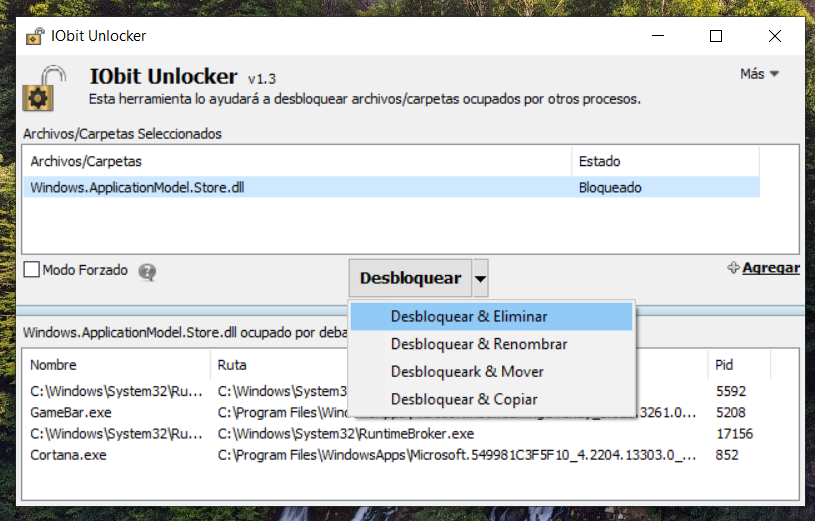 IObit Unlocker
IObit Unlocker v1.3
Más
Esta herramienta lo ayudará a desbloquear archivos/carpetas ocupados por otros procesos.
Archivos/Carpetas Seleccionados
Archivos/Carpetas Estado
Windows.ApplicationModel.Store.dll Bloqueado
Modo Forzado
Desbloquear
Agregar
Desbloquear & Eliminar
Desbloquear & Renombrar
Desbloqueark & Mover
Desbloquear & Copiar
Windows.ApplicationModel.Store.dll ocupado por deba
Nombre Ruta Pid
C:\Windows\System32\Ru... C:\Windows\System3 5592
GameBar.exe C:\Program Files\Windo 3261.0... 5208
C:\Windows\System32\Ru... C:\Windows\System32\RuntimeBroker.exe 17156
Cortana.exe C:\Program Files\WindowsApps\Microsoft.549981C3F5F10_4.2204.13303.0_... 852